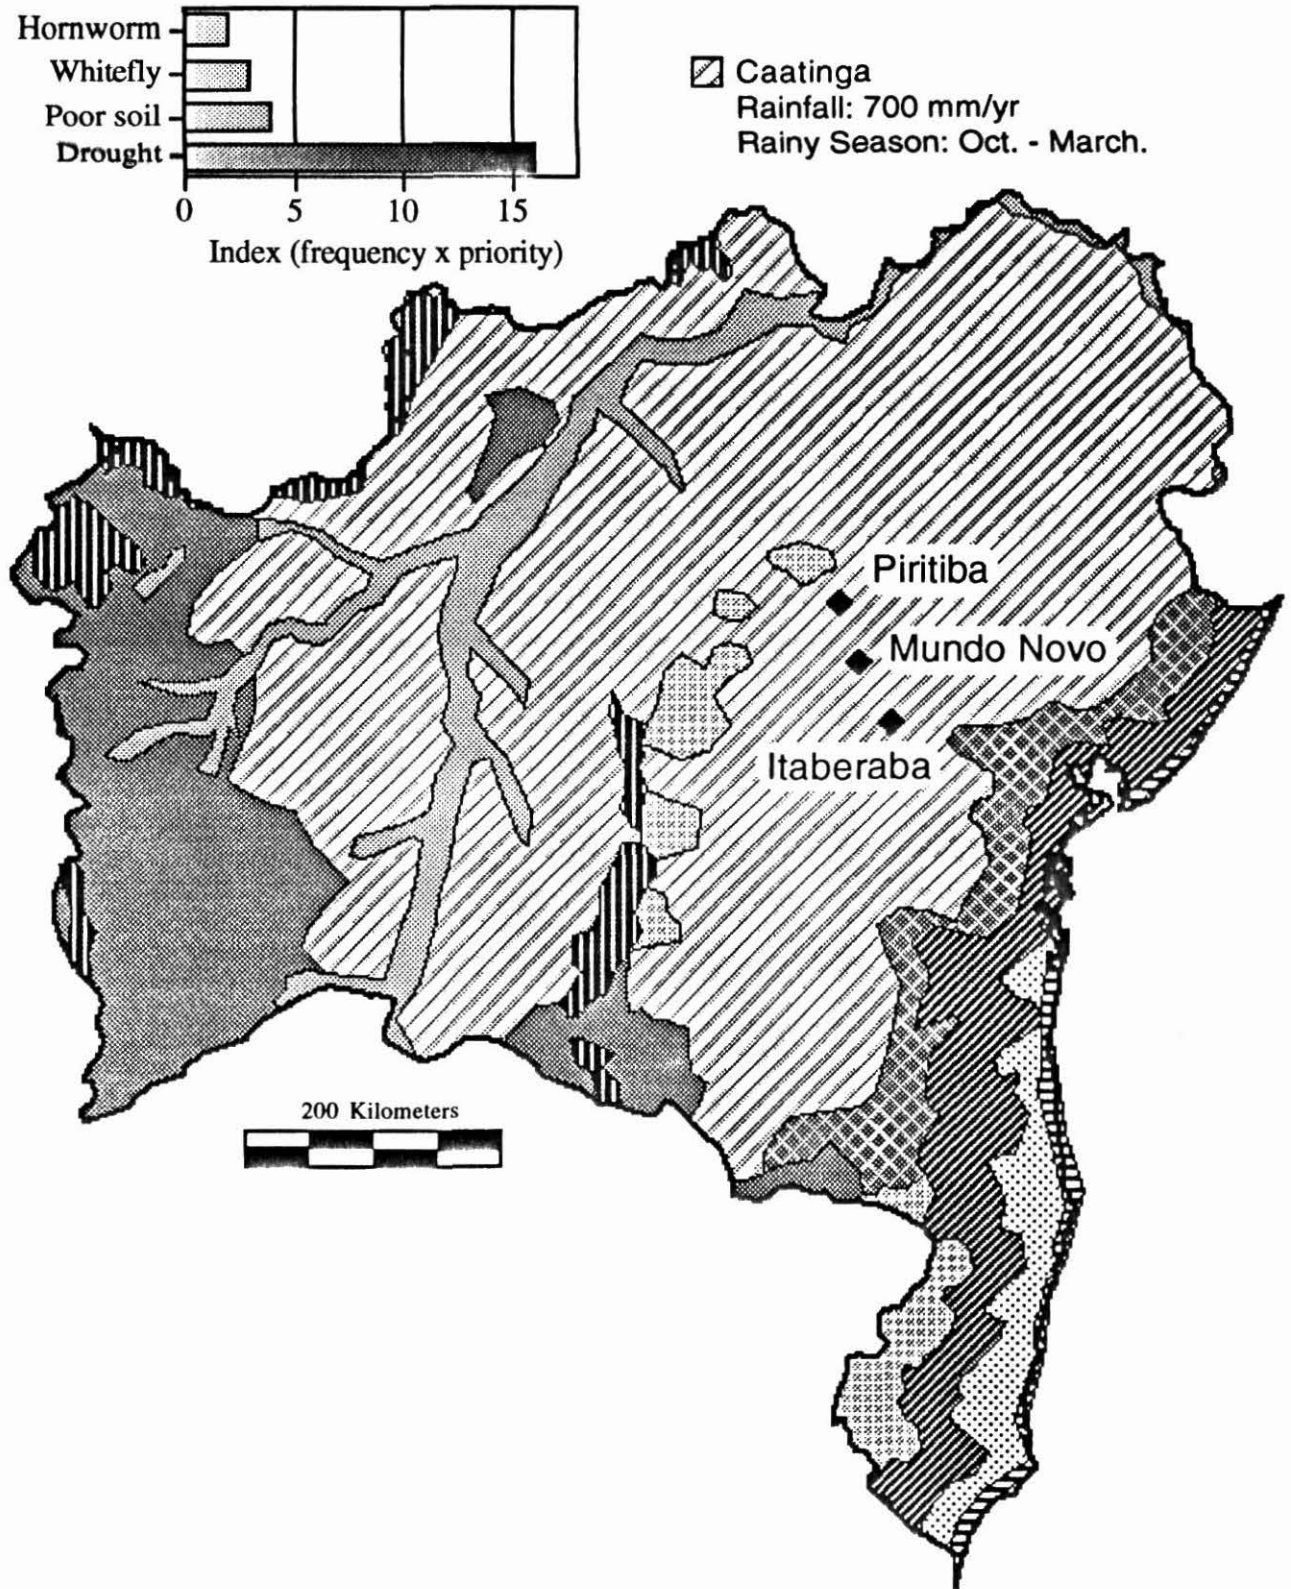 Hornworm
Whitefly
Poor soil
Drought
0 5 10 15
Index (frequency x priority)
Caatinga
Rainfall: 700 mm/yr
Rainy Season: Oct. - March.
Piritiba
Mundo Novo
Itaberaba
200 Kilometers